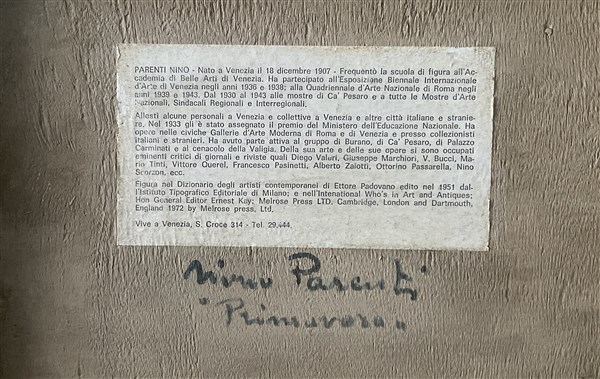 PARENTI NINO - Nato a Venezia il 18 dicembre 1907 - Frequentò la scuola di figura all'Ac-
cademia di Belle Arti di Venezia. Ha partecipato all'Esposizione Biennale Internazionale
d'Arte di Venezia negli anni 1936 e 1938; alla Quadriennale d'Arte Nazionale di Roma negli
anni 1939 e 1943. Dal 1930 al 1943 alle mostre di Ca' Pesaro e a tutte le Mostre d'Arte
Nazionali, Sindacali Regionali e Interregionali.
Allestì alcune personali a Venezia e collettive a Venezia e altre città italiane e stranie-
re. Nel 1933 gli è stato assegnato il premio del Ministero dell'Educazione Nazionale. Ha
opere nelle civiche Gallerie d'Arte Moderna di Roma e di Venezia e presso collezionisti
italiani e stranieri. Ha avuto parte attiva al gruppo di Burano, di Ca' Pesaro, di Palazzo
Carminati e al cenacolo della Valigia. Della sua arte e delle sue opere si sono occupati
eminenti critici di giornali e riviste quali Diego Valeri, Giuseppe Marchiori, V. Bucci, Ma-
rio Tinti, Vittore Querel, Francesco Pasinetti, Alberto Zaiotti, Ottorino Passarella, Nino
Scorzon, ecc.
Figura nel Dizionario degli artisti contemporanei di Ettore Padovano edito nel 1951 dal-
l'Istituto Tipografico Editoriale di Milano; e nell'Intenational Who's in Art and Antiques;
Hon General Editor Ernest Kay; Melrose Press LTD. Cambridge, London and Dartmouth,
England 1972 by Melrose press, Ltd.
Vive a Venezia, S. Croce 314 - Tel. 29.444
Nino Parenti
"Primavera"